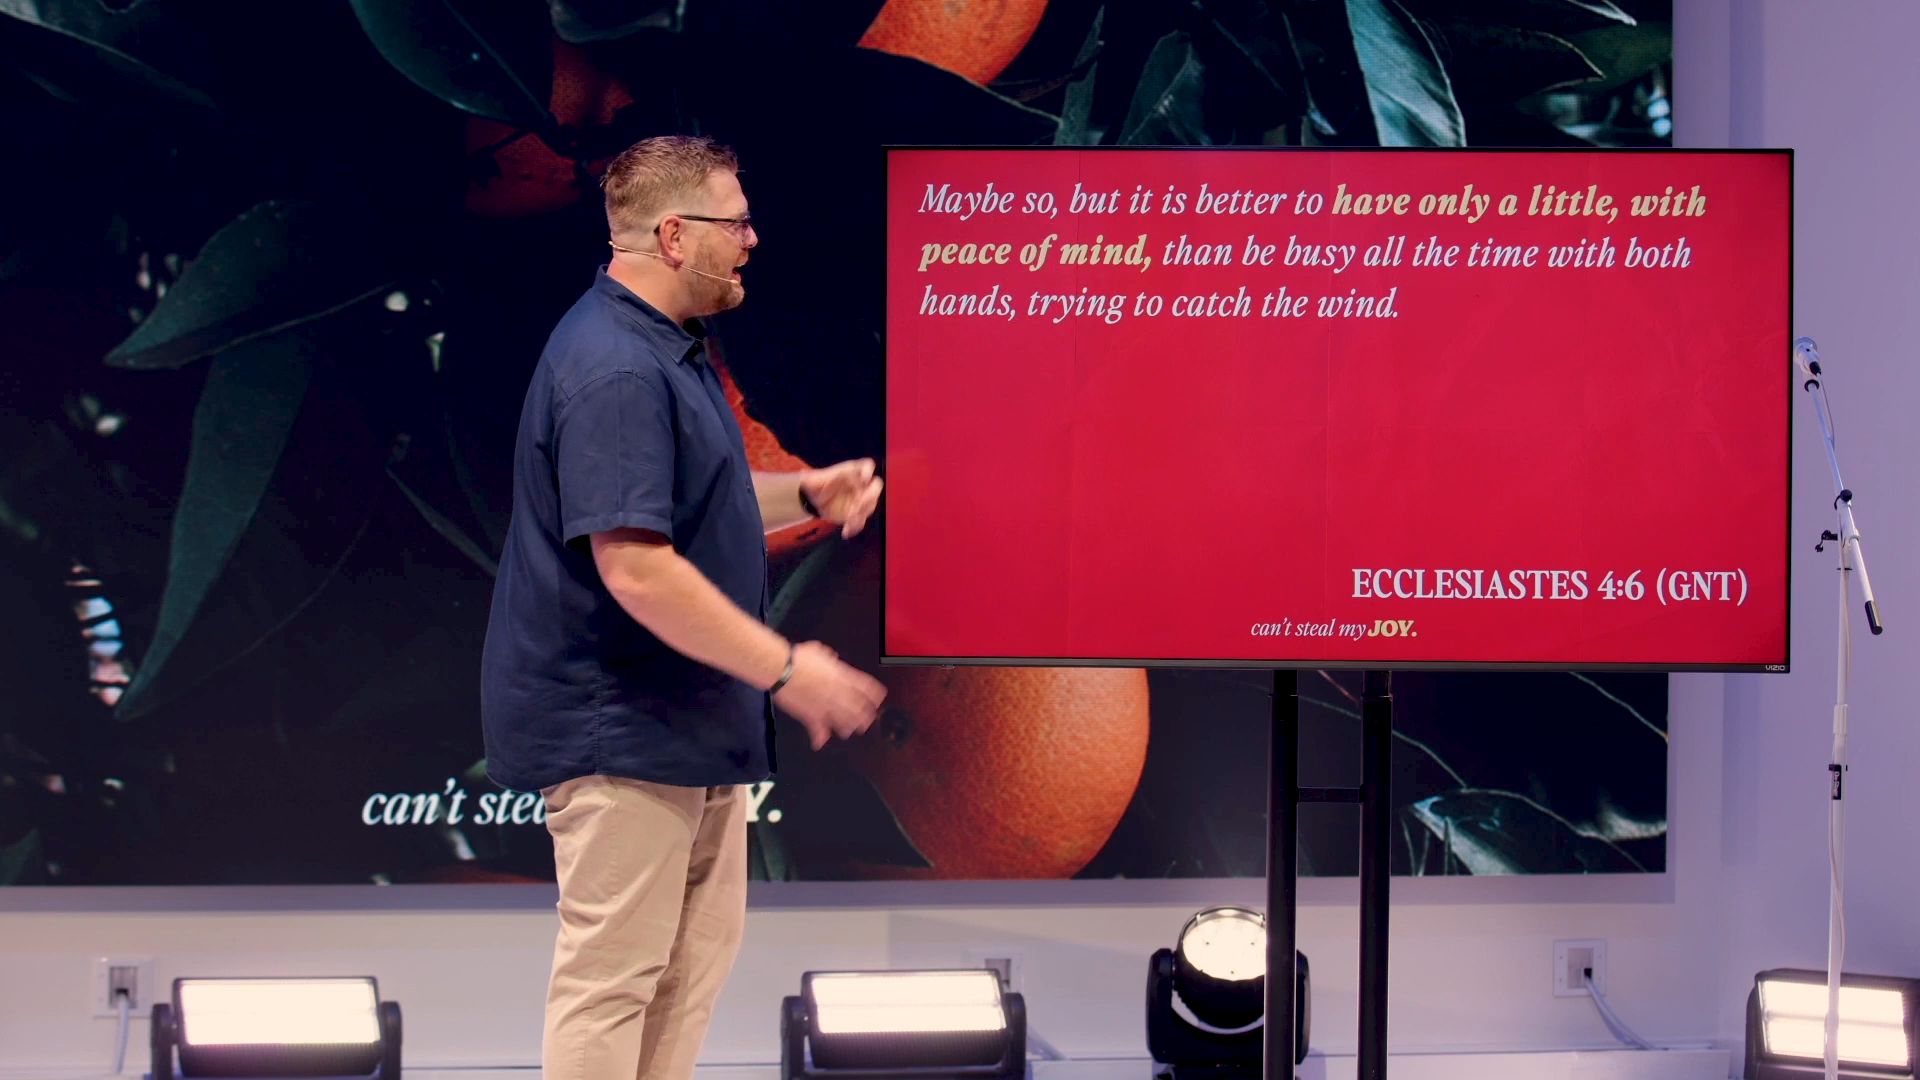 Maybe so, but it is better to have only a little, with
peace of mind, than be busy all the time with both
hands, trying to catch the wind.
ECCLESIASTES 4:6 (GNT)
can't steal my JOY.
VIZIO
can't stea Y.